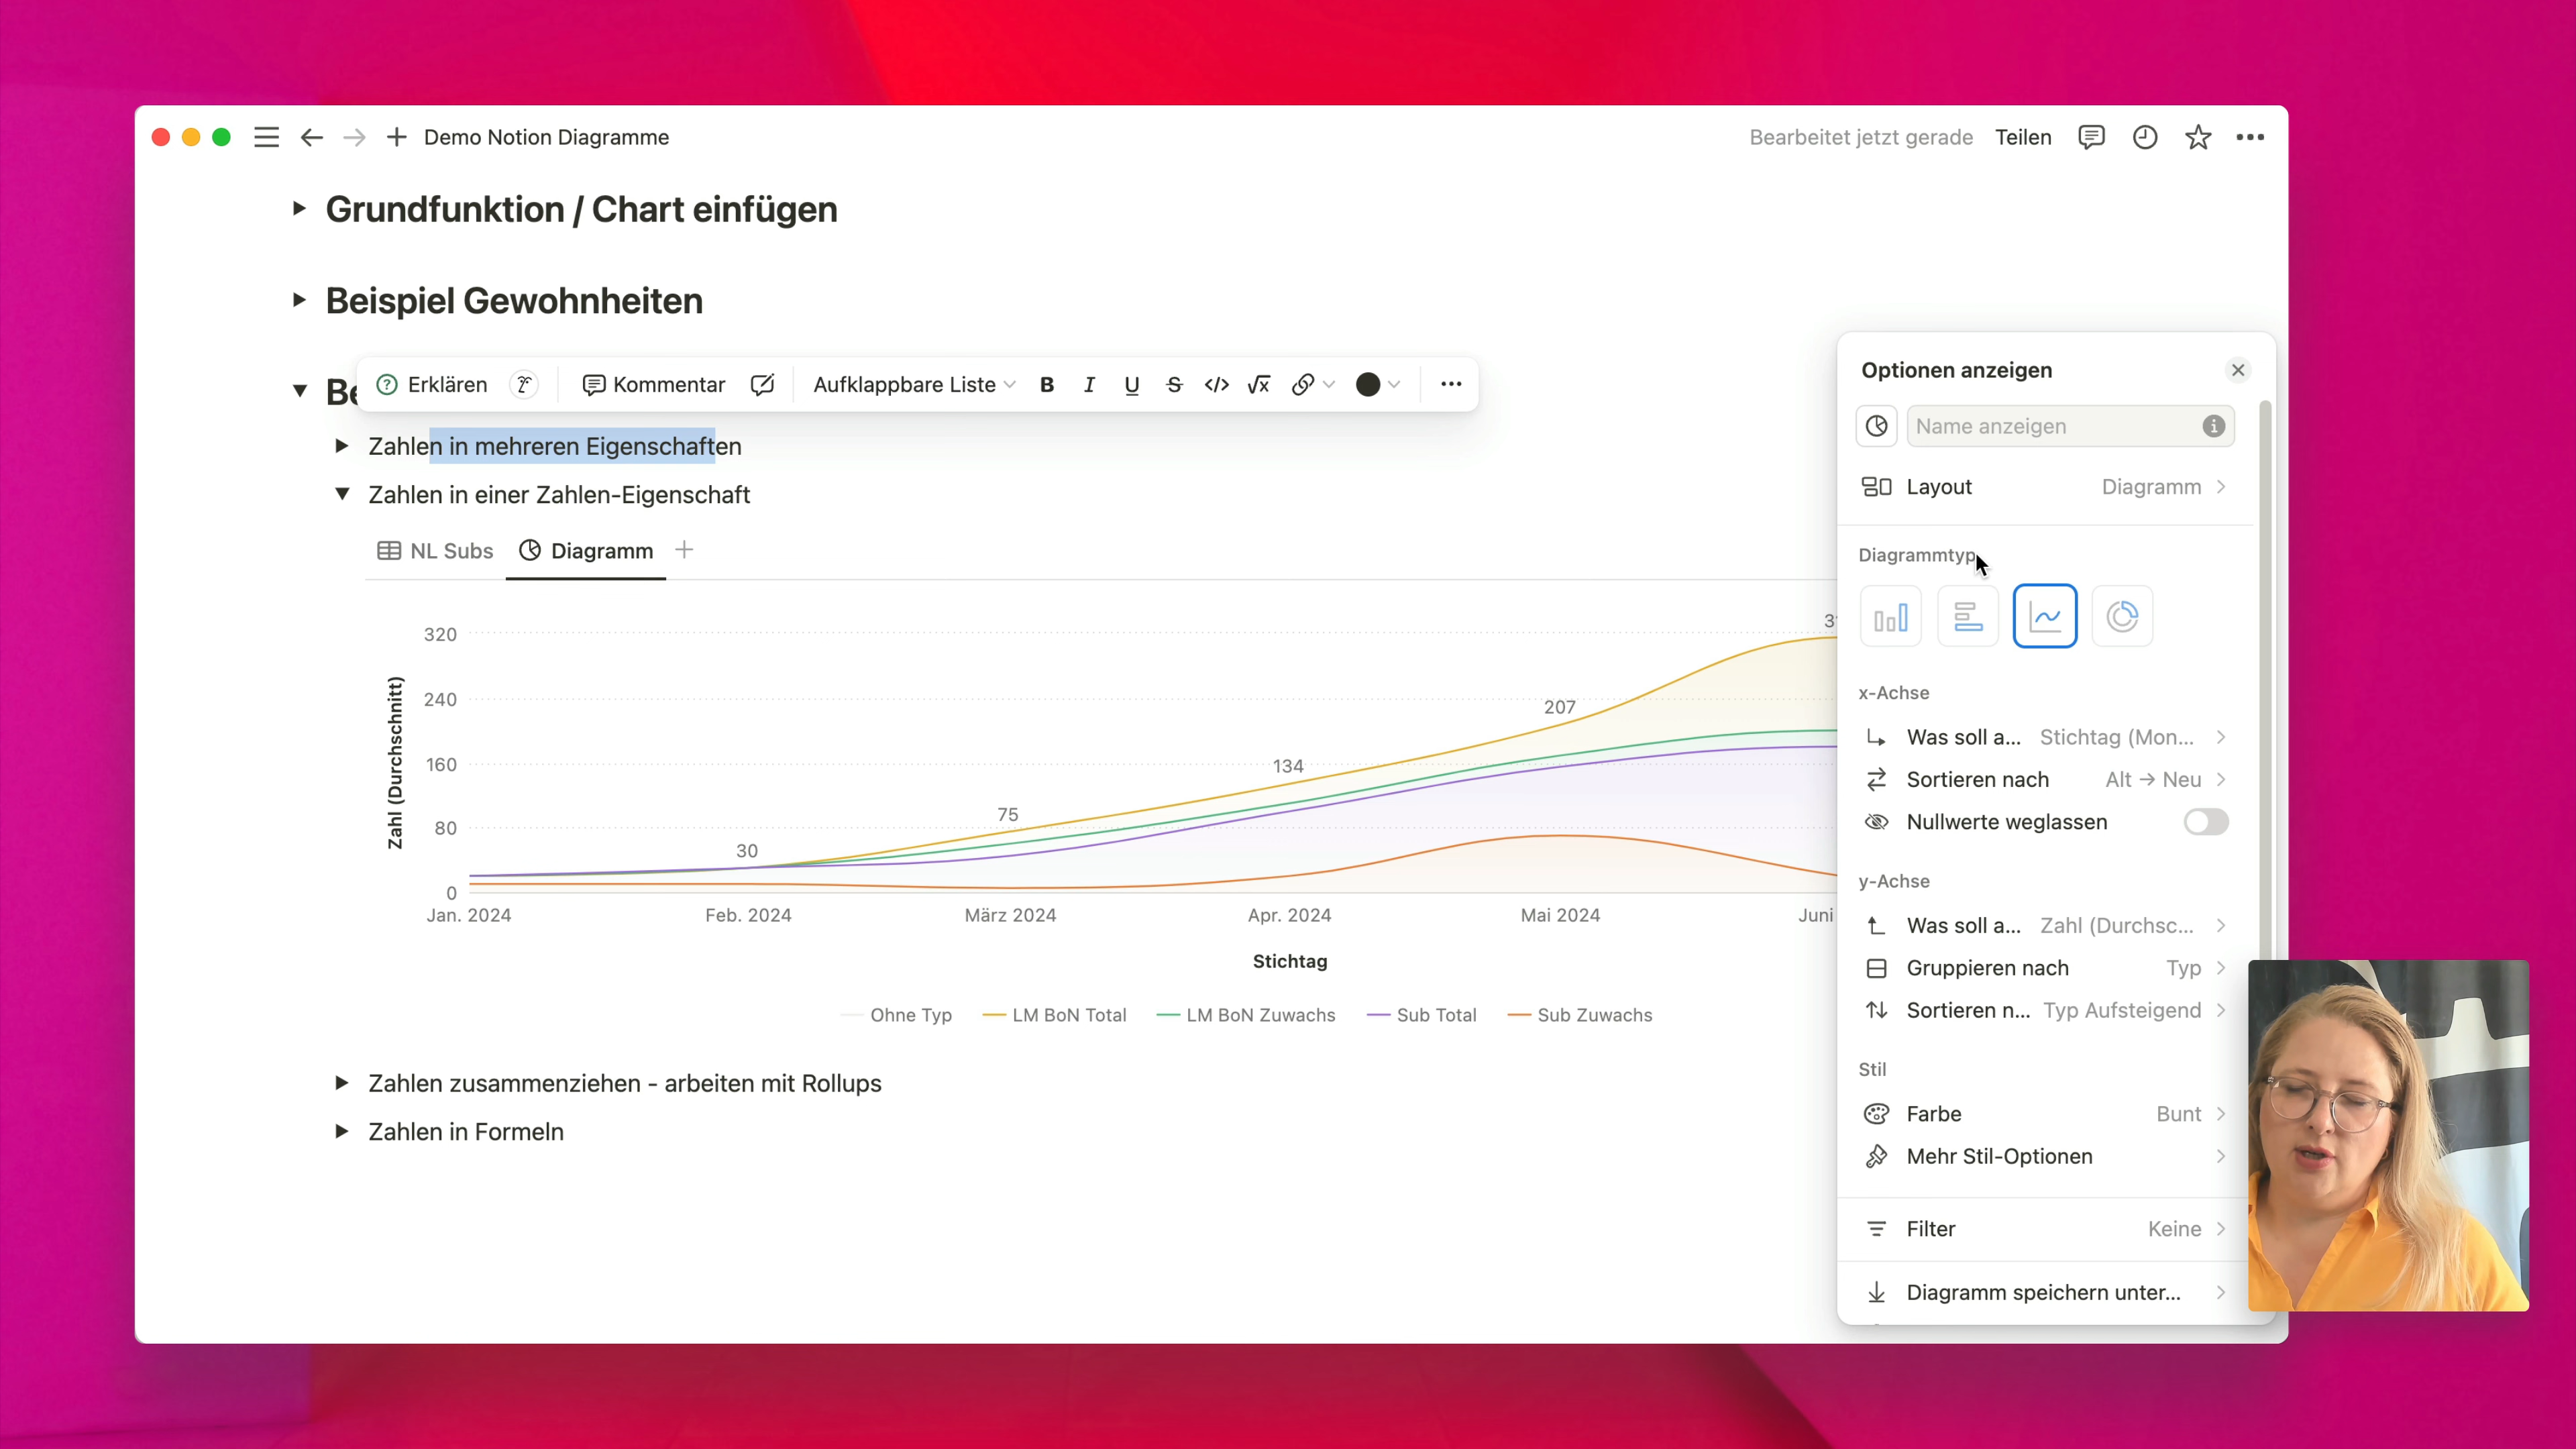 Demo Notion Diagramme
Bearbeitet jetzt gerade Teilen
Grundfunktion / Chart einfügen
Beispiel Gewohnheiten
Erklären Kommentar Aufklappbare Liste B I U S </> √x
Zahlen in mehreren Eigenschaften
Zahlen in einer Zahlen-Eigenschaft
NL Subs Diagramm
Zahl (Durchschnitt)
320
240
160
80
0
30
75
134
207
Jan. 2024 Feb. 2024 März 2024 Apr. 2024 Mai 2024 Juni
Stichtag
Ohne Typ LM BoN Total LM BoN Zuwachs Sub Total Sub Zuwachs
Zahlen zusammenziehen - arbeiten mit Rollups
Zahlen in Formeln
Optionen anzeigen
Name anzeigen
Layout Diagramm
Diagrammtyp
x-Achse
Was soll a... Stichtag (Mon...
Sortieren nach Alt → Neu
Nullwerte weglassen
y-Achse
Was soll a... Zahl (Durchsc...
Gruppieren nach Typ
Sortieren n... Typ Aufsteigend
Stil
Farbe Bunt
Mehr Stil-Optionen
Filter Keine
Diagramm speichern unter...